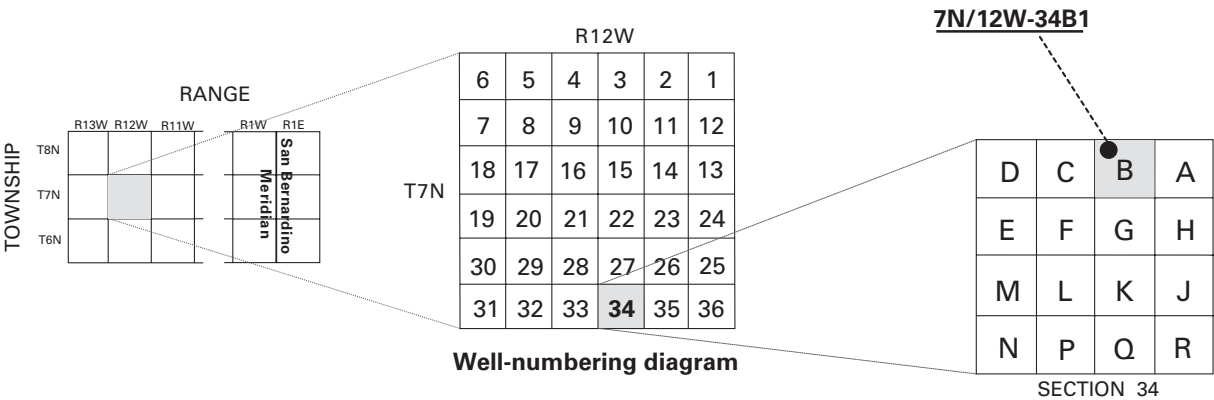 7N/12W-34B1
R12W
RANGE
R13W R12W R11W R1W R1E
TOWNSHIP
T8N
T7N
T6N
San Bernardino
Meridian
T7N
6 5 4 3 2 1
7 8 9 10 11 12
18 17 16 15 14 13
19 20 21 22 23 24
30 29 28 27 26 25
31 32 33 34 35 36
Well-numbering diagram
D C B A
E F G H
M L K J
N P Q R
SECTION 34